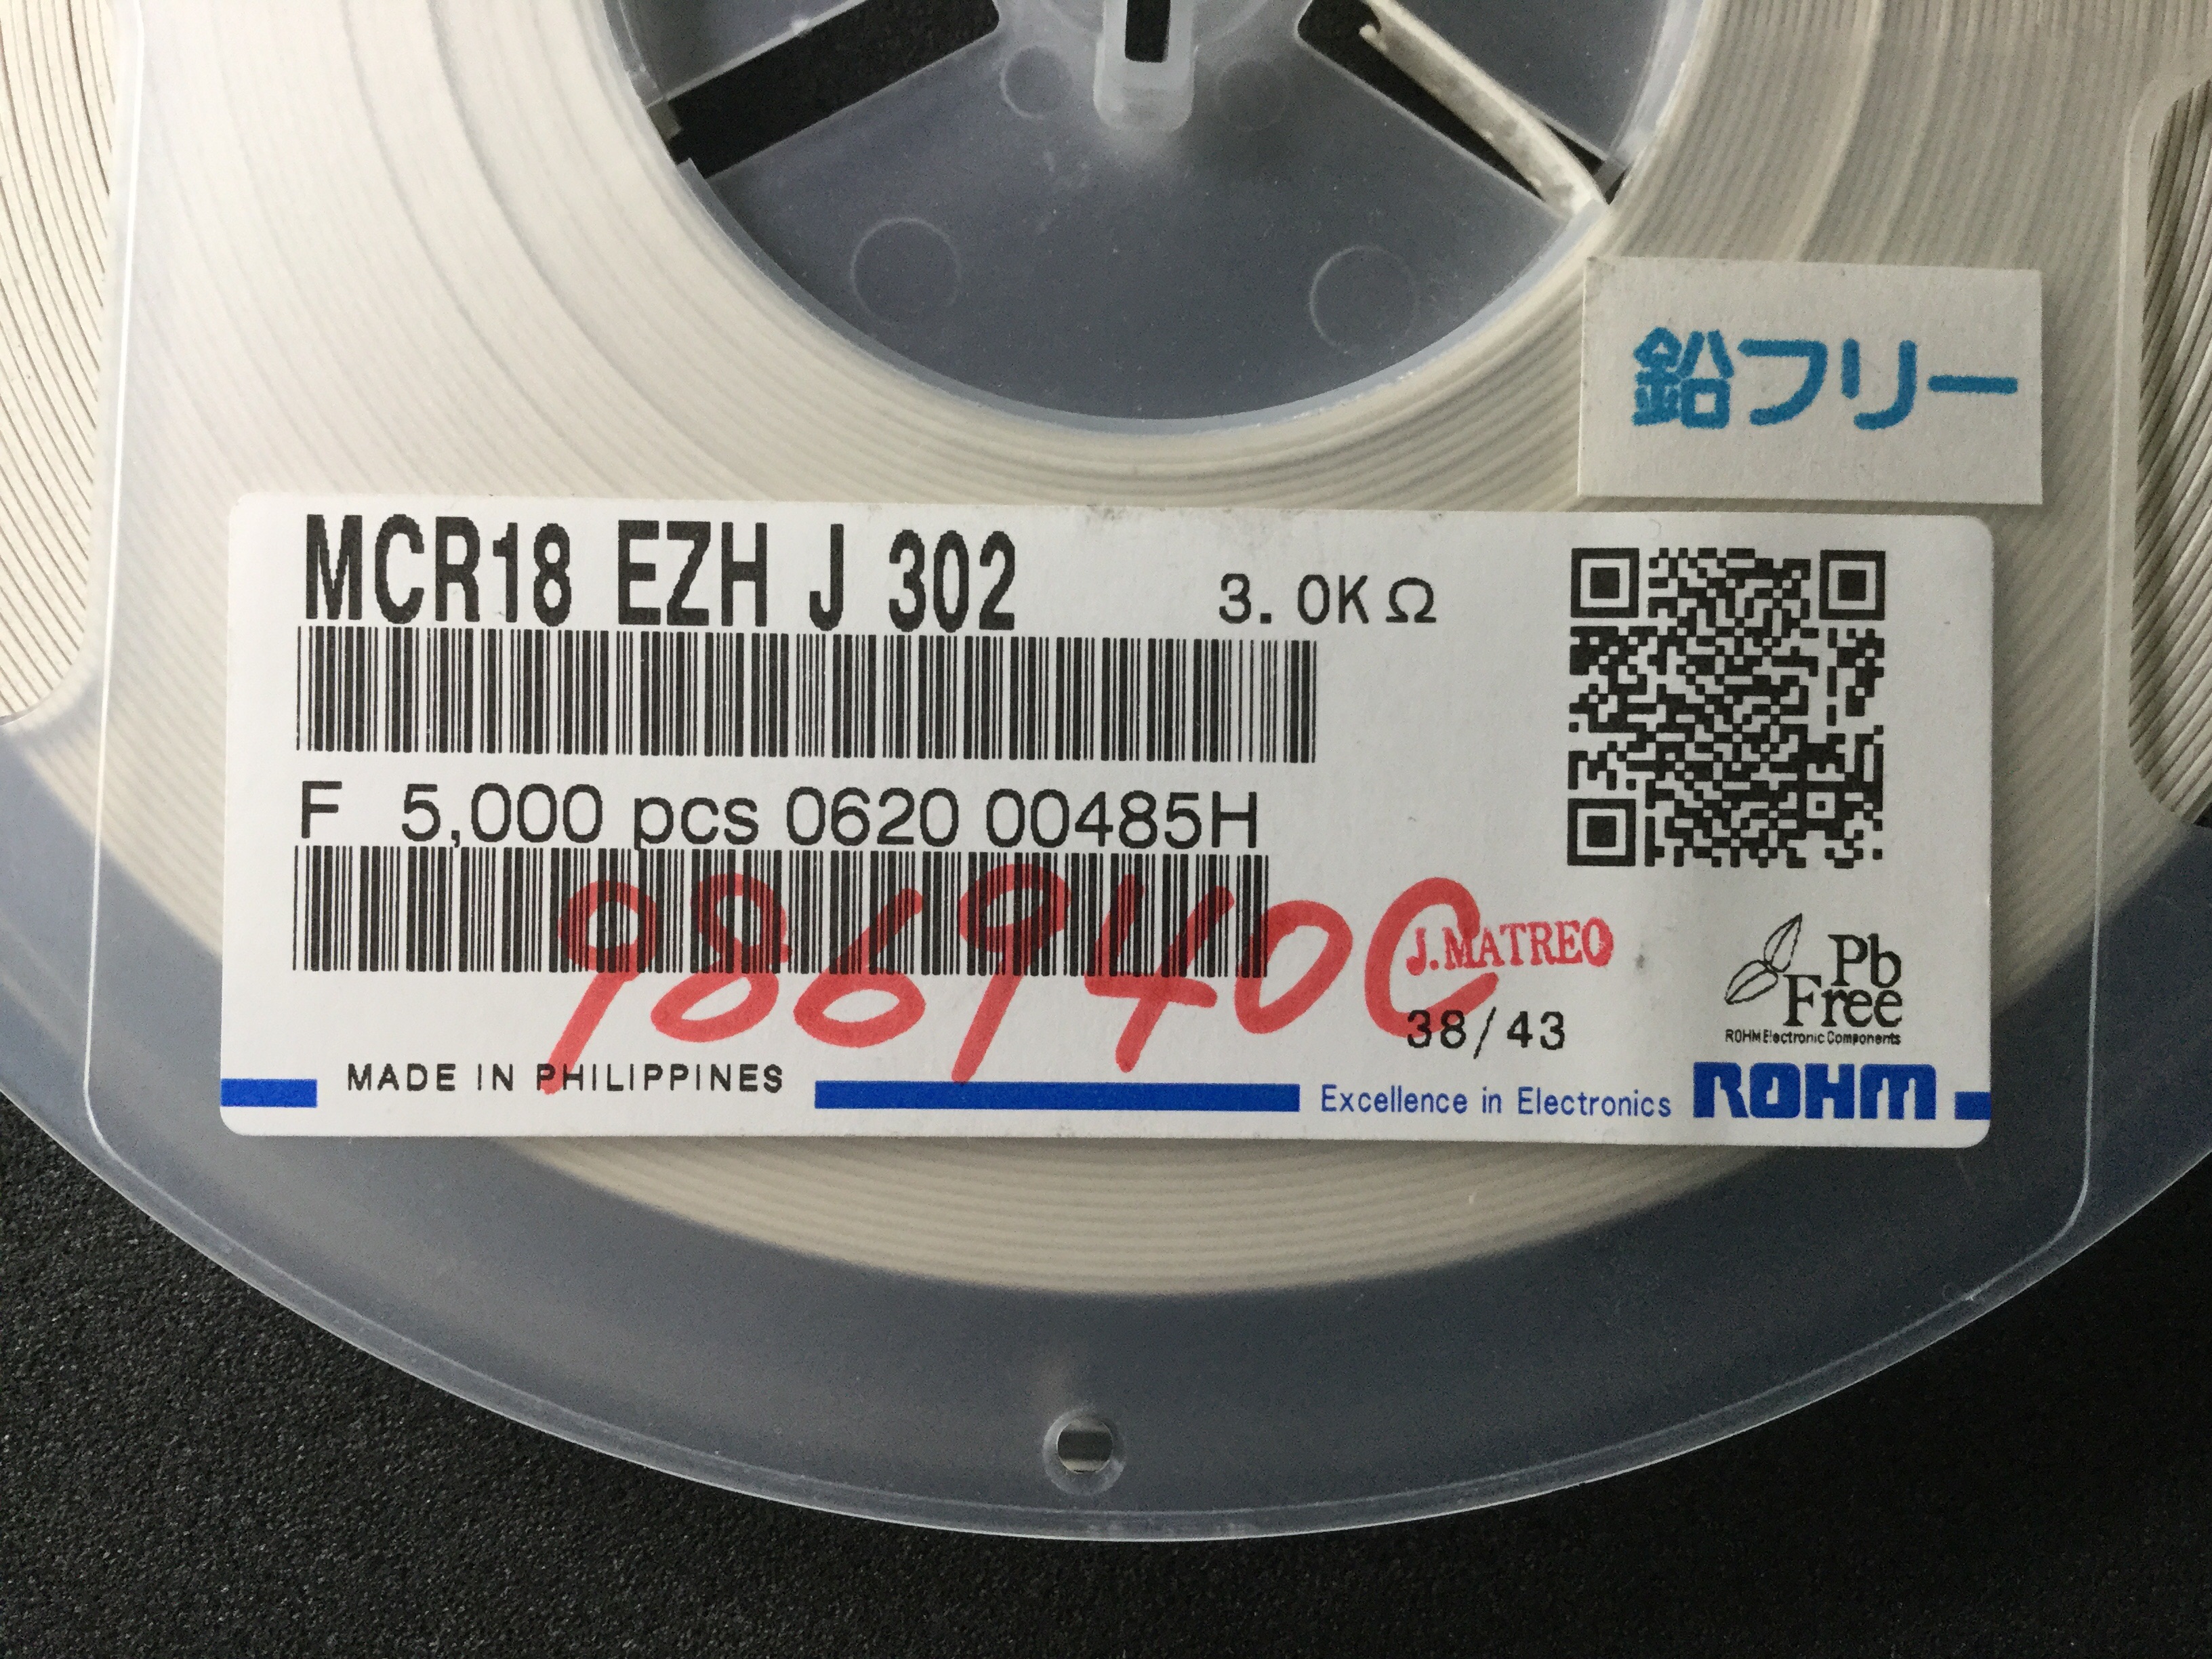 鉛フリー
MCR18 EZH J 302 3.0KΩ
F 5,000 pcs 0620 00485H
986940C
J.MATREO
38/43
Pb
Free
ROHM Electronic Components
MADE IN PHILIPPINES
Excellence in Electronics ROHM